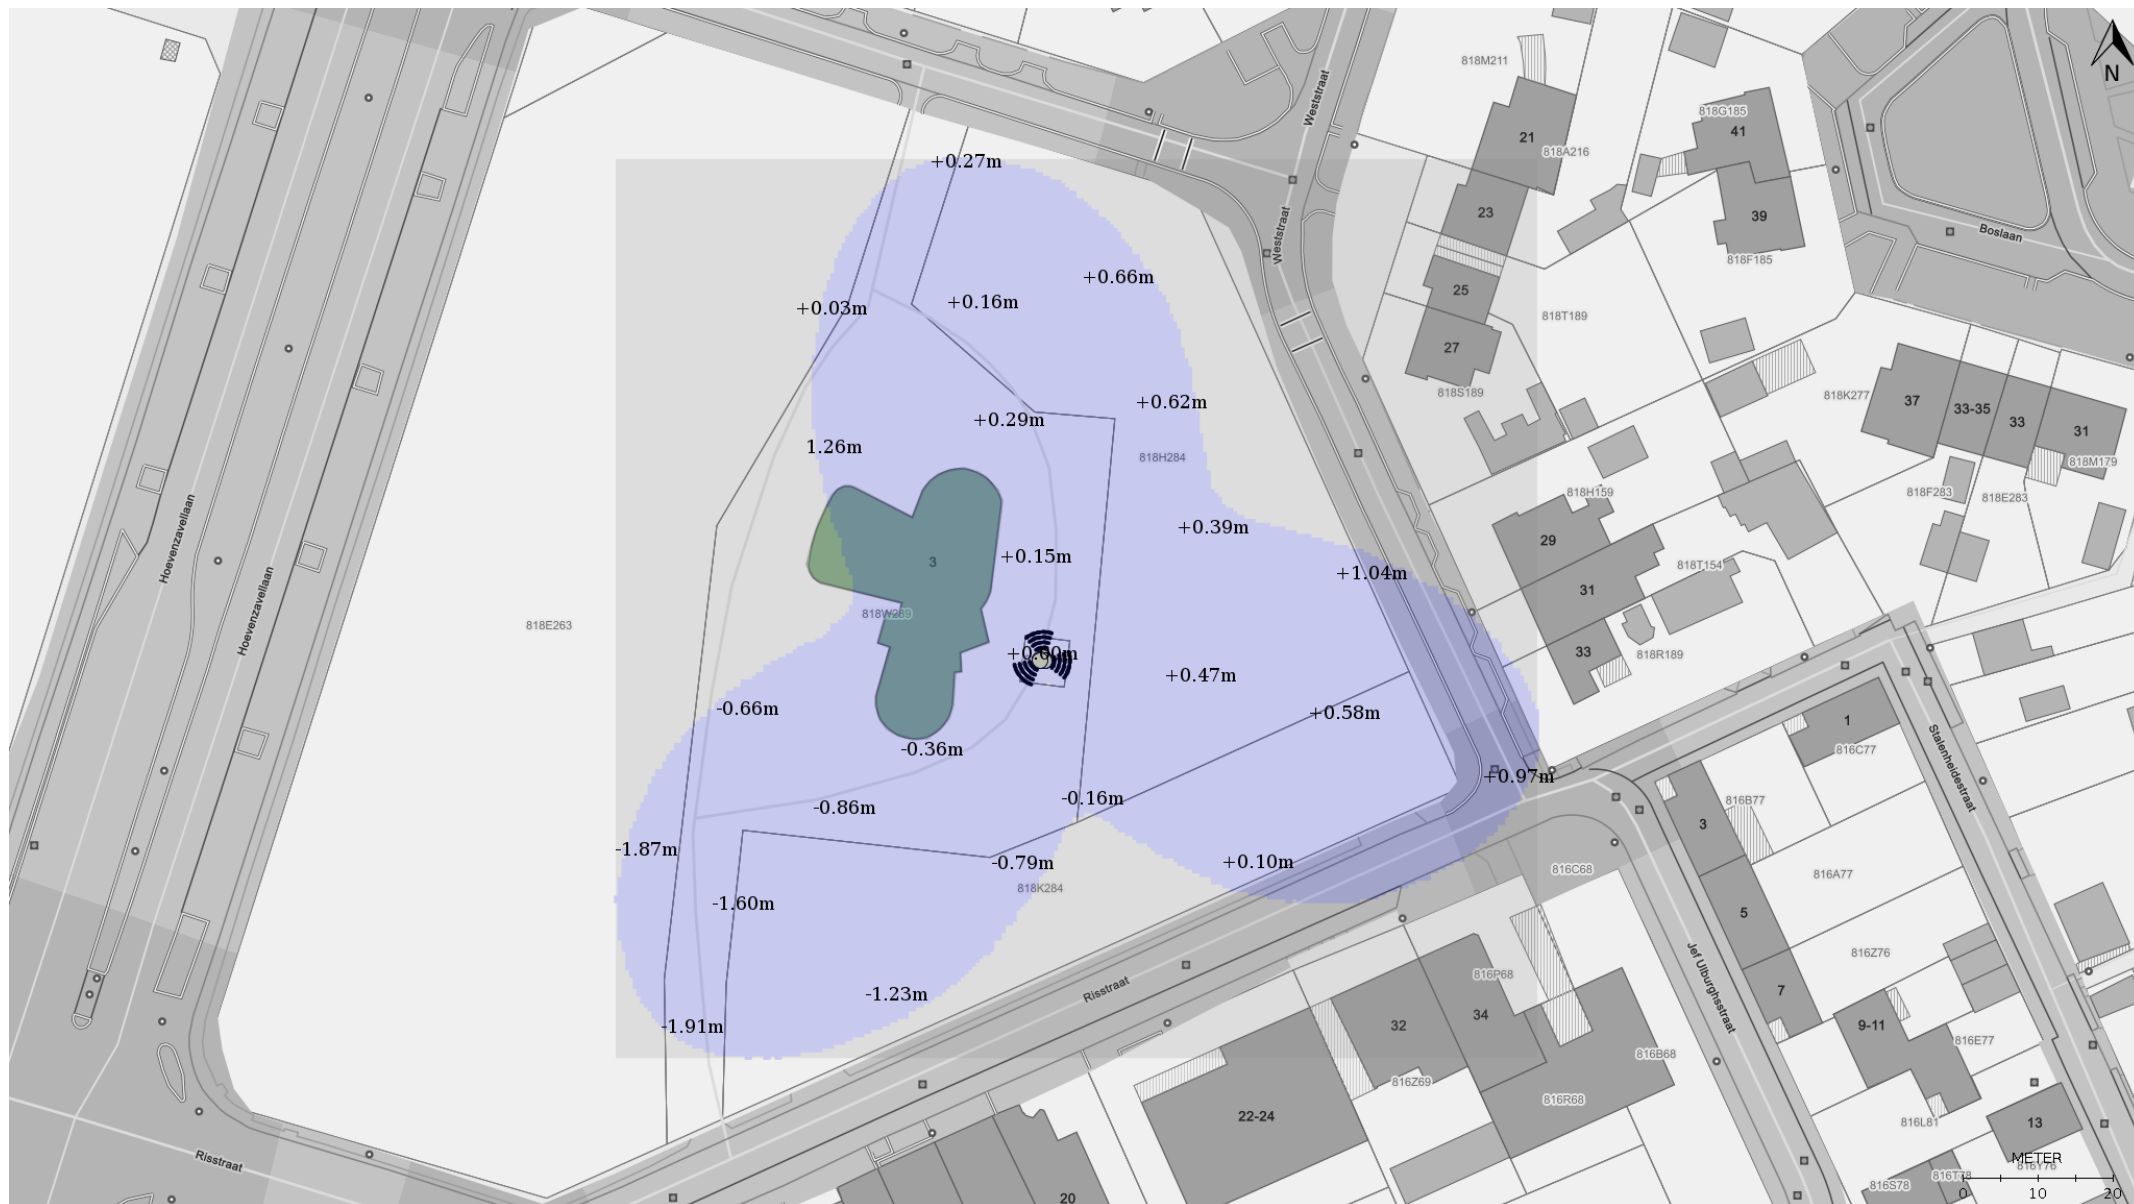 N
818M211
Weststraat
21
818A216
818G185
41
+0.27m
23
39
Boslaan
Weststraat
818F185
+0.66m
25
+0.16m
+0.03m
818T189
27
818S189
818K277
37
33-35
33
31
818M179
+0.62m
+0.29m
1.26m
818H284
818H159
818F283
818E283
+0.39m
Hoevenzavellaan
29
+0.15m
3
+1.04m
818T154
31
Hoevenzavellaan
818W289
818E263
33
818R189
+0.00m
+0.47m
-0.66m
+0.58m
1
816C77
-0.36m
Stalenheidestraat
+0.97m
-0.16m
816B77
-0.86m
3
-1.87m
-0.79m
+0.10m
816C68
816A77
818K284
-1.60m
5
816Z76
816P68
Risstraat
Jef Ulburghsstraat
-1.23m
7
34
32
9-11
-1.91m
816E77
816B68
816Z69
816R68
22-24
816L81
13
Risstraat
METER
816Y76
816T78
816S78
20
0 10 20